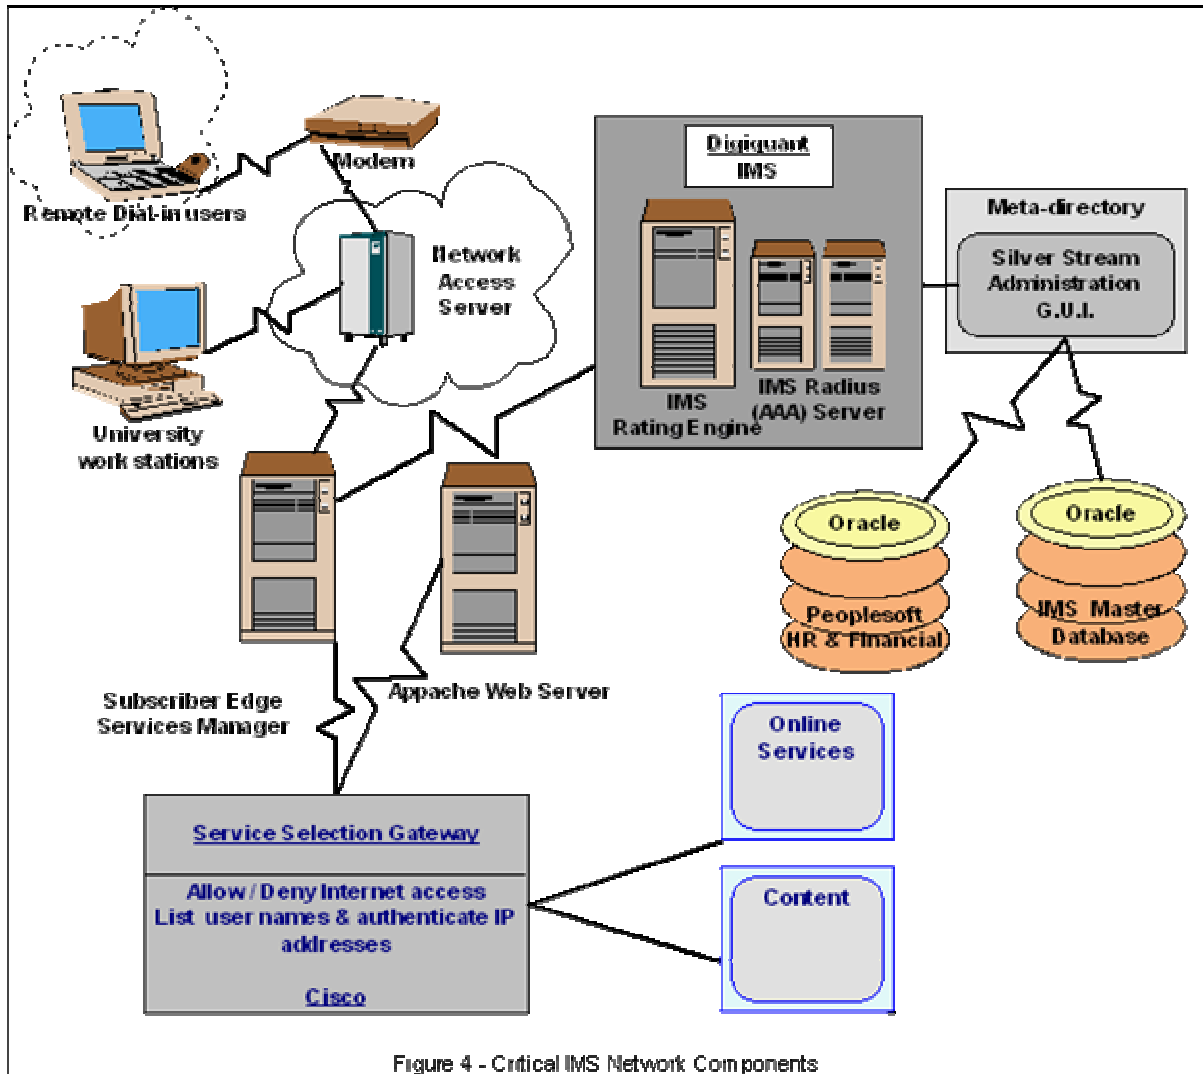 Modem
Remote Dial-in users
Network
Access
Server
University
work stations
Digiquant
IMS
IMS
Rating Engine
IMS Radius
(AAA) Server
Meta-directory
Silver Stream
Administration
G.U.I.
Oracle
Peoplesoft
HR & Financial
Oracle
IMS Master
Database
Subscriber Edge
Services Manager
Appache Web Server
Service Selection Gateway
Allow / Deny Internet access
List user names & authenticate IP
addresses
Cisco
Online
Services
Content
Figure 4 - Critical IMS Network Components